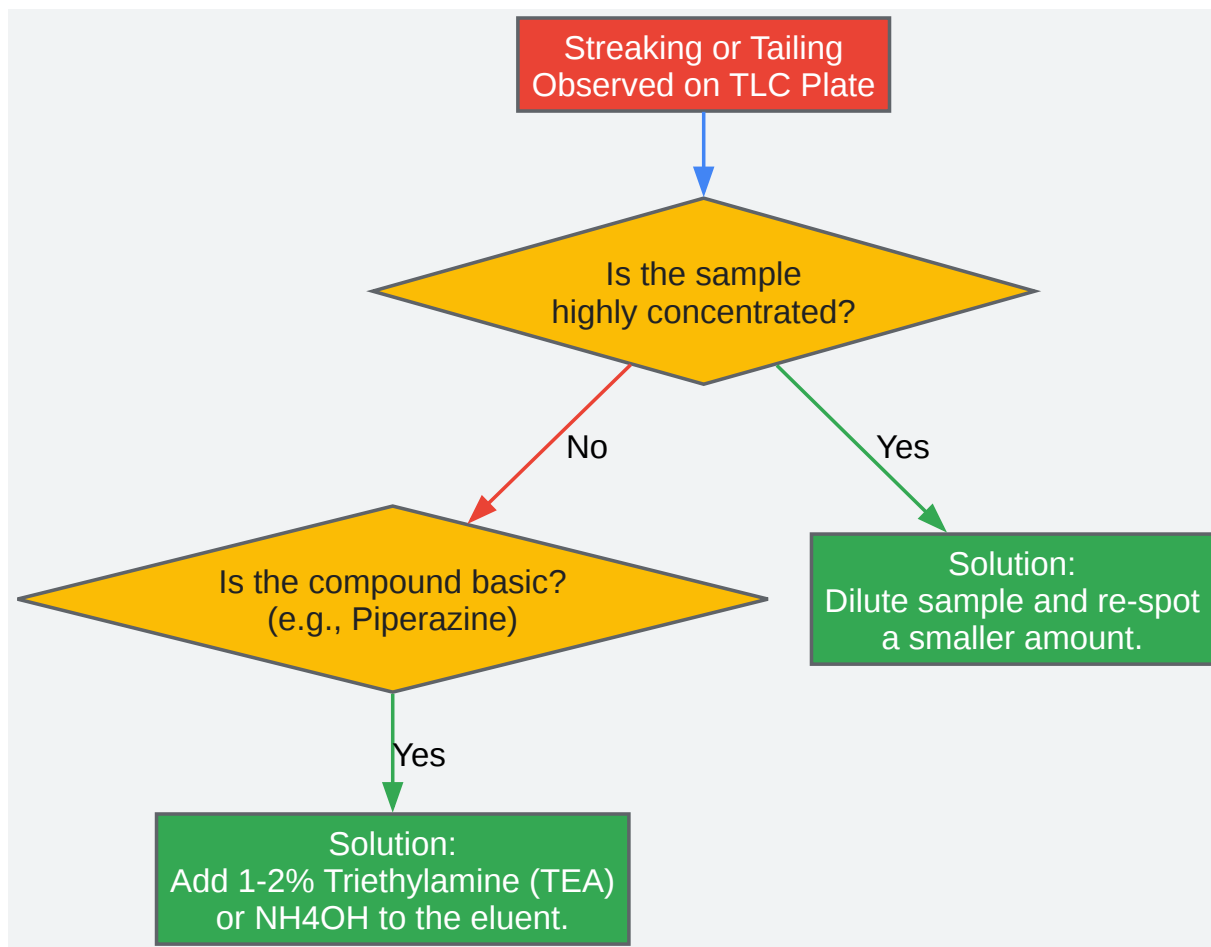 Streaking or Tailing
Observed on TLC Plate
Is the sample
highly concentrated?
No
Yes
Is the compound basic?
(e.g., Piperazine)
Solution:
Dilute sample and re-spot
a smaller amount.
Yes
Solution:
Add 1-2% Triethylamine (TEA)
or NH4OH to the eluent.